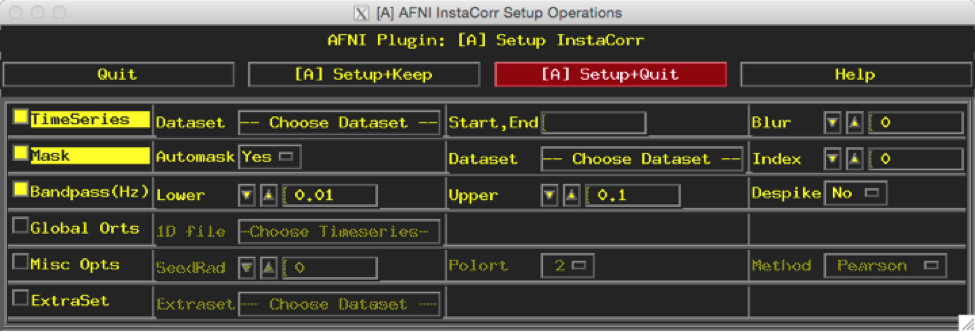 [A] AFNI InstaCorr Setup Operations
AFNI Plugin: [A] Setup InstaCorr
Quit [A] Setup+Keep [A] Setup+Quit Help
TimeSeries Dataset -- Choose Dataset -- Start,End Blur 0
Mask Automask Yes Dataset -- Choose Dataset -- Index 0
Bandpass(Hz) Lower 0.01 Upper 0.1 Despike No
Global Orts 1D file -Choose Timeseries-
Misc Opts SeedRad 0 Polort 2 Method Pearson
ExtraSet Extraset -- Choose Dataset --